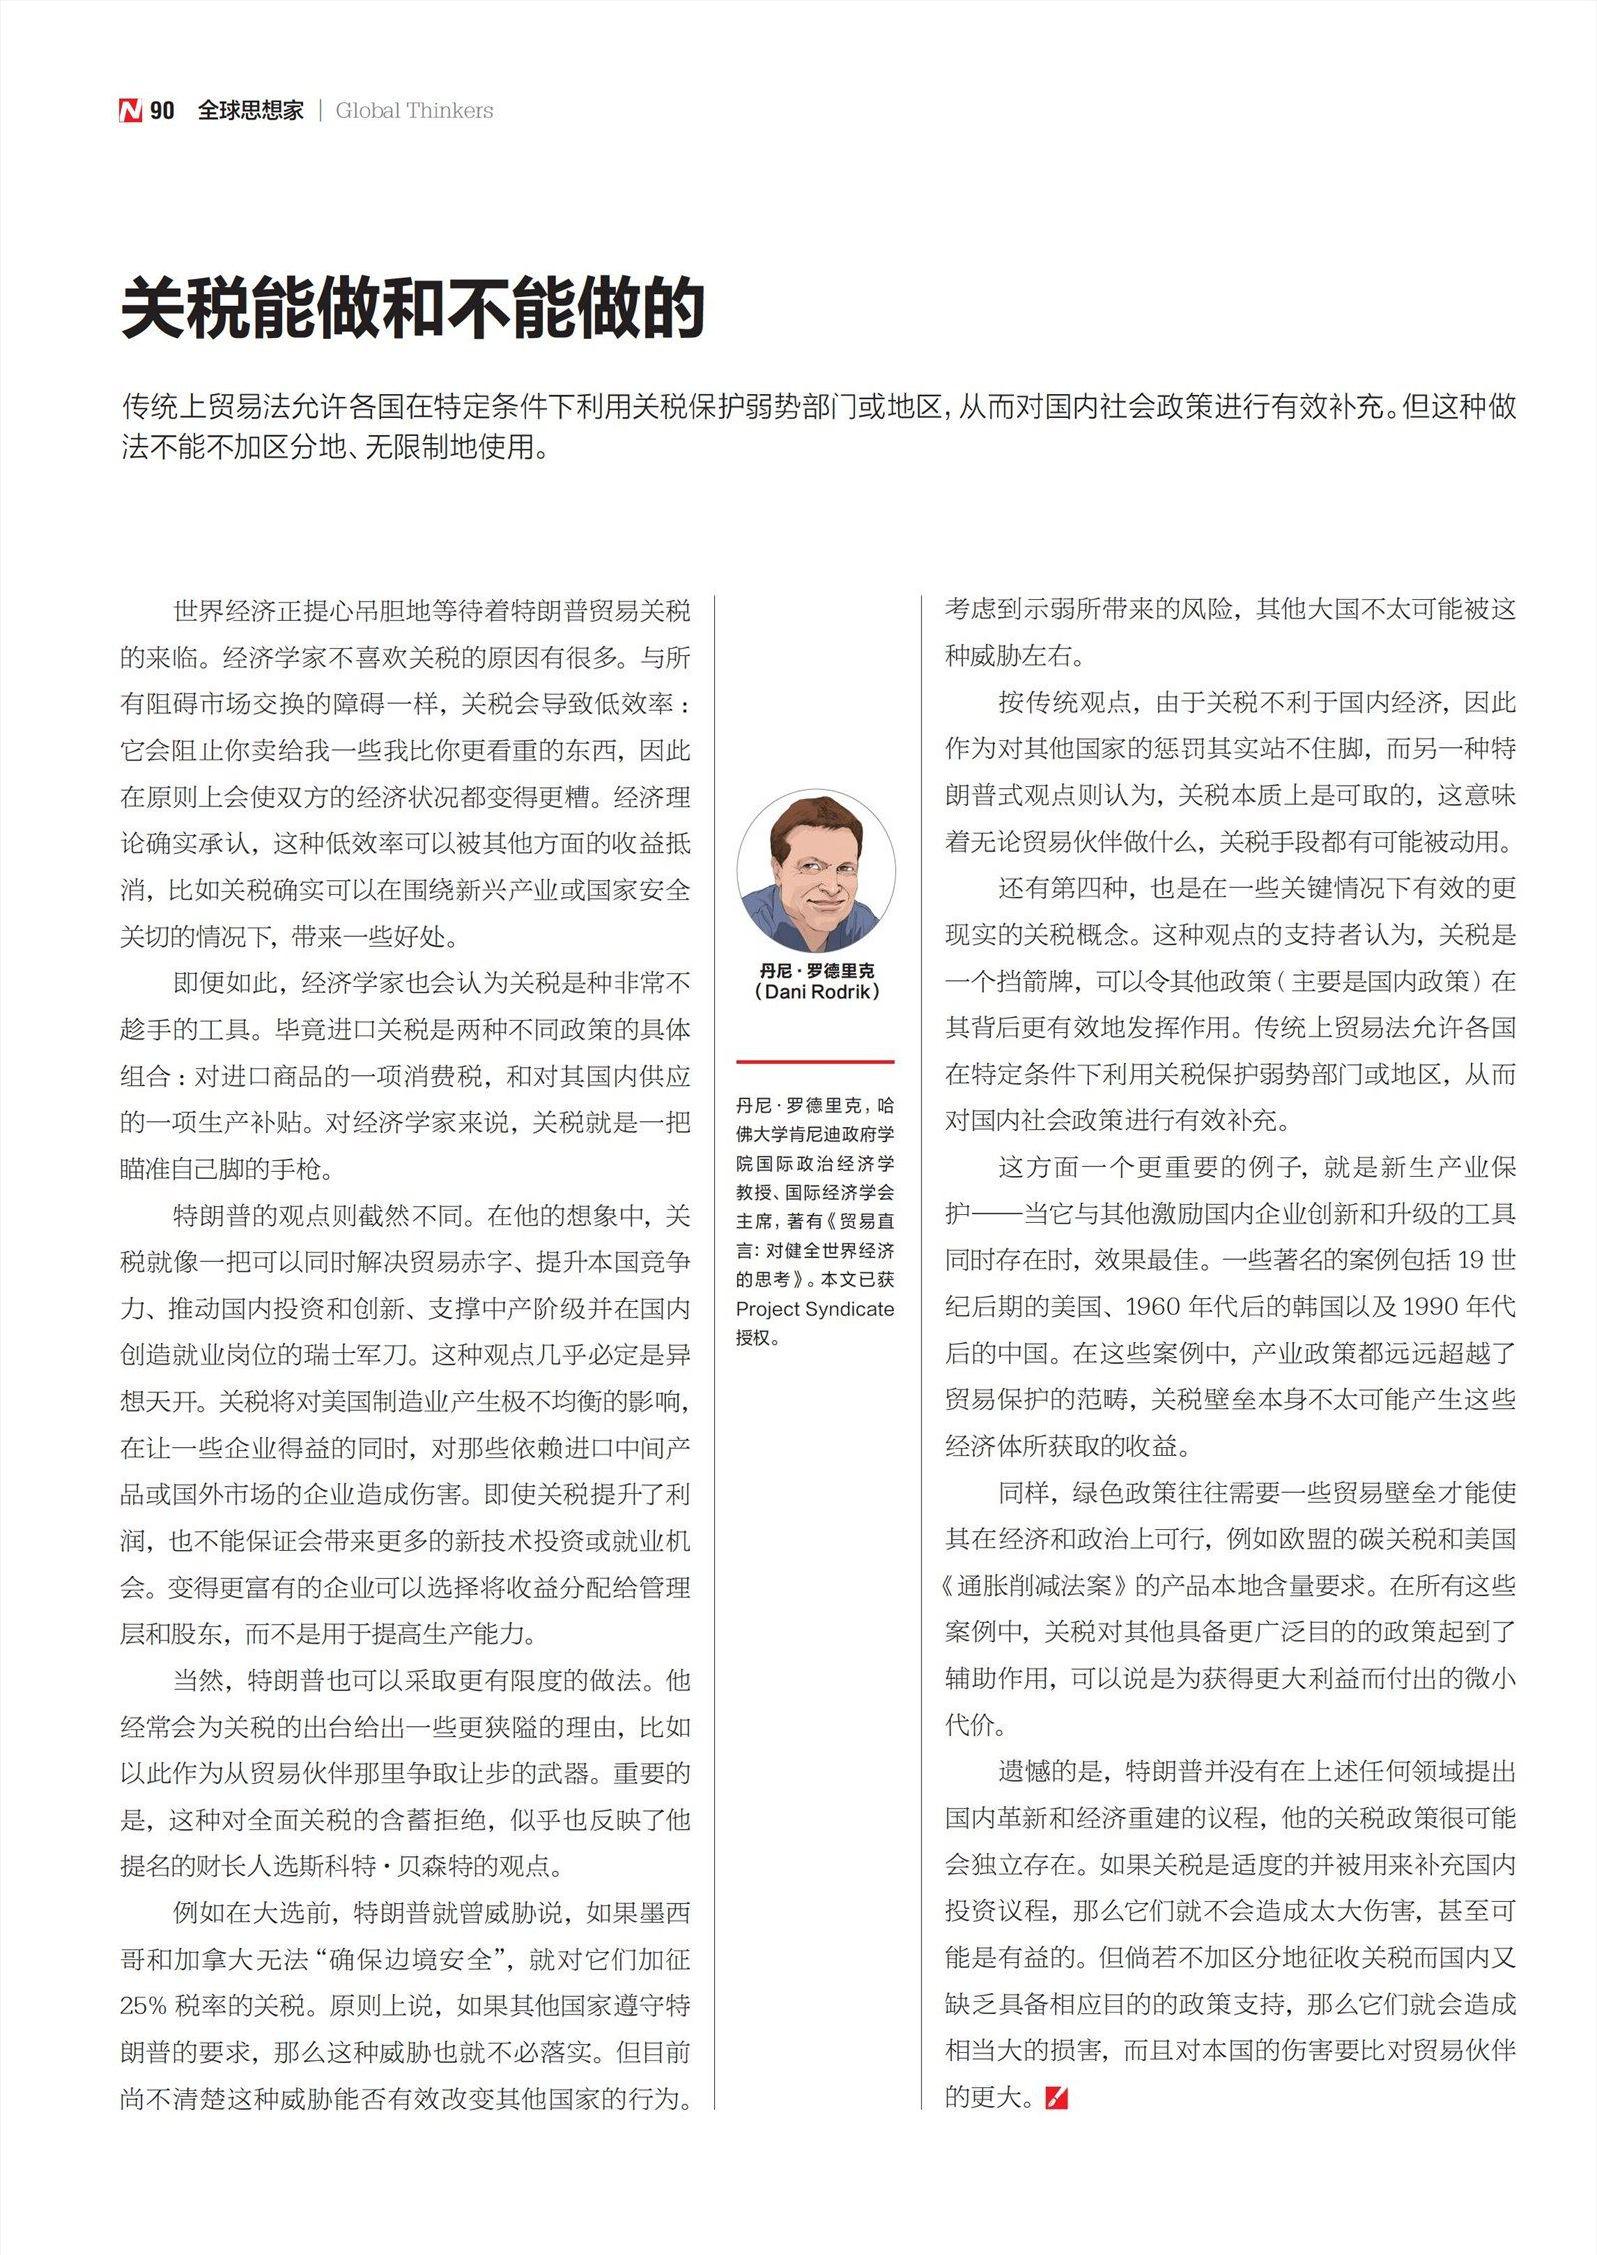 N 90 全球思想家 | Global Thinkers
关税能做和不能做的
传统上贸易法允许各国在特定条件下利用关税保护弱势部门或地区，从而对国内社会政策进行有效补充。但这种做
法不能不加区分地、无限制地使用。
世界经济正提心吊胆地等待着特朗普贸易关税
的来临。经济学家不喜欢关税的原因有很多。与所
有阻碍市场交换的障碍一样，关税会导致低效率：
它会阻止你卖给我一些我比你更看重的东西，因此
在原则上会使双方的经济状况都变得更糟。经济理
论确实承认，这种低效率可以被其他方面的收益抵
消，比如关税确实可以在围绕新兴产业或国家安全
关切的情况下，带来一些好处。
即便如此，经济学家也会认为关税是种非常不
趁手的工具。毕竟进口关税是两种不同政策的具体
组合：对进口商品的一项消费税，和对其国内供应
的一项生产补贴。对经济学家来说，关税就是一把
瞄准自己脚的手枪。
特朗普的观点则截然不同。在他的想象中，关
税就像一把可以同时解决贸易赤字、提升本国竞争
力、推动国内投资和创新、支撑中产阶级并在国内
创造就业岗位的瑞士军刀。这种观点几乎必定是异
想天开。关税将对美国制造业产生极不均衡的影响，
在让一些企业得益的同时，对那些依赖进口中间产
品或国外市场的企业造成伤害。即使关税提升了利
润，也不能保证会带来更多的新技术投资或就业机
会。变得更富有的企业可以选择将收益分配给管理
层和股东，而不是用于提高生产能力。
当然，特朗普也可以采取更有限度的做法。他
经常会为关税的出台给出一些更狭隘的理由，比如
以此作为从贸易伙伴那里争取让步的武器。重要的
是，这种对全面关税的含蓄拒绝，似乎也反映了他
提名的财长人选斯科特·贝森特的观点。
例如在大选前，特朗普就曾威胁说，如果墨西
哥和加拿大无法“确保边境安全”，就对它们加征
25% 税率的关税。原则上说，如果其他国家遵守特
朗普的要求，那么这种威胁也就不必落实。但目前
尚不清楚这种威胁能否有效改变其他国家的行为。
丹尼·罗德里克
（Dani Rodrik）
丹尼·罗德里克，哈
佛大学肯尼迪政府学
院国际政治经济学
教授、国际经济学会
主席，著有《贸易直
言：对健全世界经济
的思考》。本文已获
Project Syndicate
授权。
考虑到示弱所带来的风险，其他大国不太可能被这
种威胁左右。
按传统观点，由于关税不利于国内经济，因此
作为对其他国家的惩罚其实站不住脚，而另一种特
朗普式观点则认为，关税本质上是可取的，这意味
着无论贸易伙伴做什么，关税手段都有可能被动用。
还有第四种，也是在一些关键情况下有效的更
现实的关税概念。这种观点的支持者认为，关税是
一个挡箭牌，可以令其他政策（主要是国内政策）在
其背后更有效地发挥作用。传统上贸易法允许各国
在特定条件下利用关税保护弱势部门或地区，从而
对国内社会政策进行有效补充。
这方面一个更重要的例子，就是新生产业保
护——当它与其他激励国内企业创新和升级的工具
同时存在时，效果最佳。一些著名的案例包括 19 世
纪后期的美国、1960 年代后的韩国以及 1990 年代
后的中国。在这些案例中，产业政策都远远超越了
贸易保护的范畴，关税壁垒本身不太可能产生这些
经济体所获取的收益。
同样，绿色政策往往需要一些贸易壁垒才能使
其在经济和政治上可行，例如欧盟的碳关税和美国
《通胀削减法案》的产品本地含量要求。在所有这些
案例中，关税对其他具备更广泛目的的政策起到了
辅助作用，可以说是为获得更大利益而付出的微小
代价。
遗憾的是，特朗普并没有在上述任何领域提出
国内革新和经济重建的议程，他的关税政策很可能
会独立存在。如果关税是适度的并被用来补充国内
投资议程，那么它们就不会造成太大伤害，甚至可
能是有益的。但倘若不加区分地征收关税而国内又
缺乏具备相应目的的政策支持，那么它们就会造成
相当大的损害，而且对本国的伤害要比对贸易伙伴
的更大。